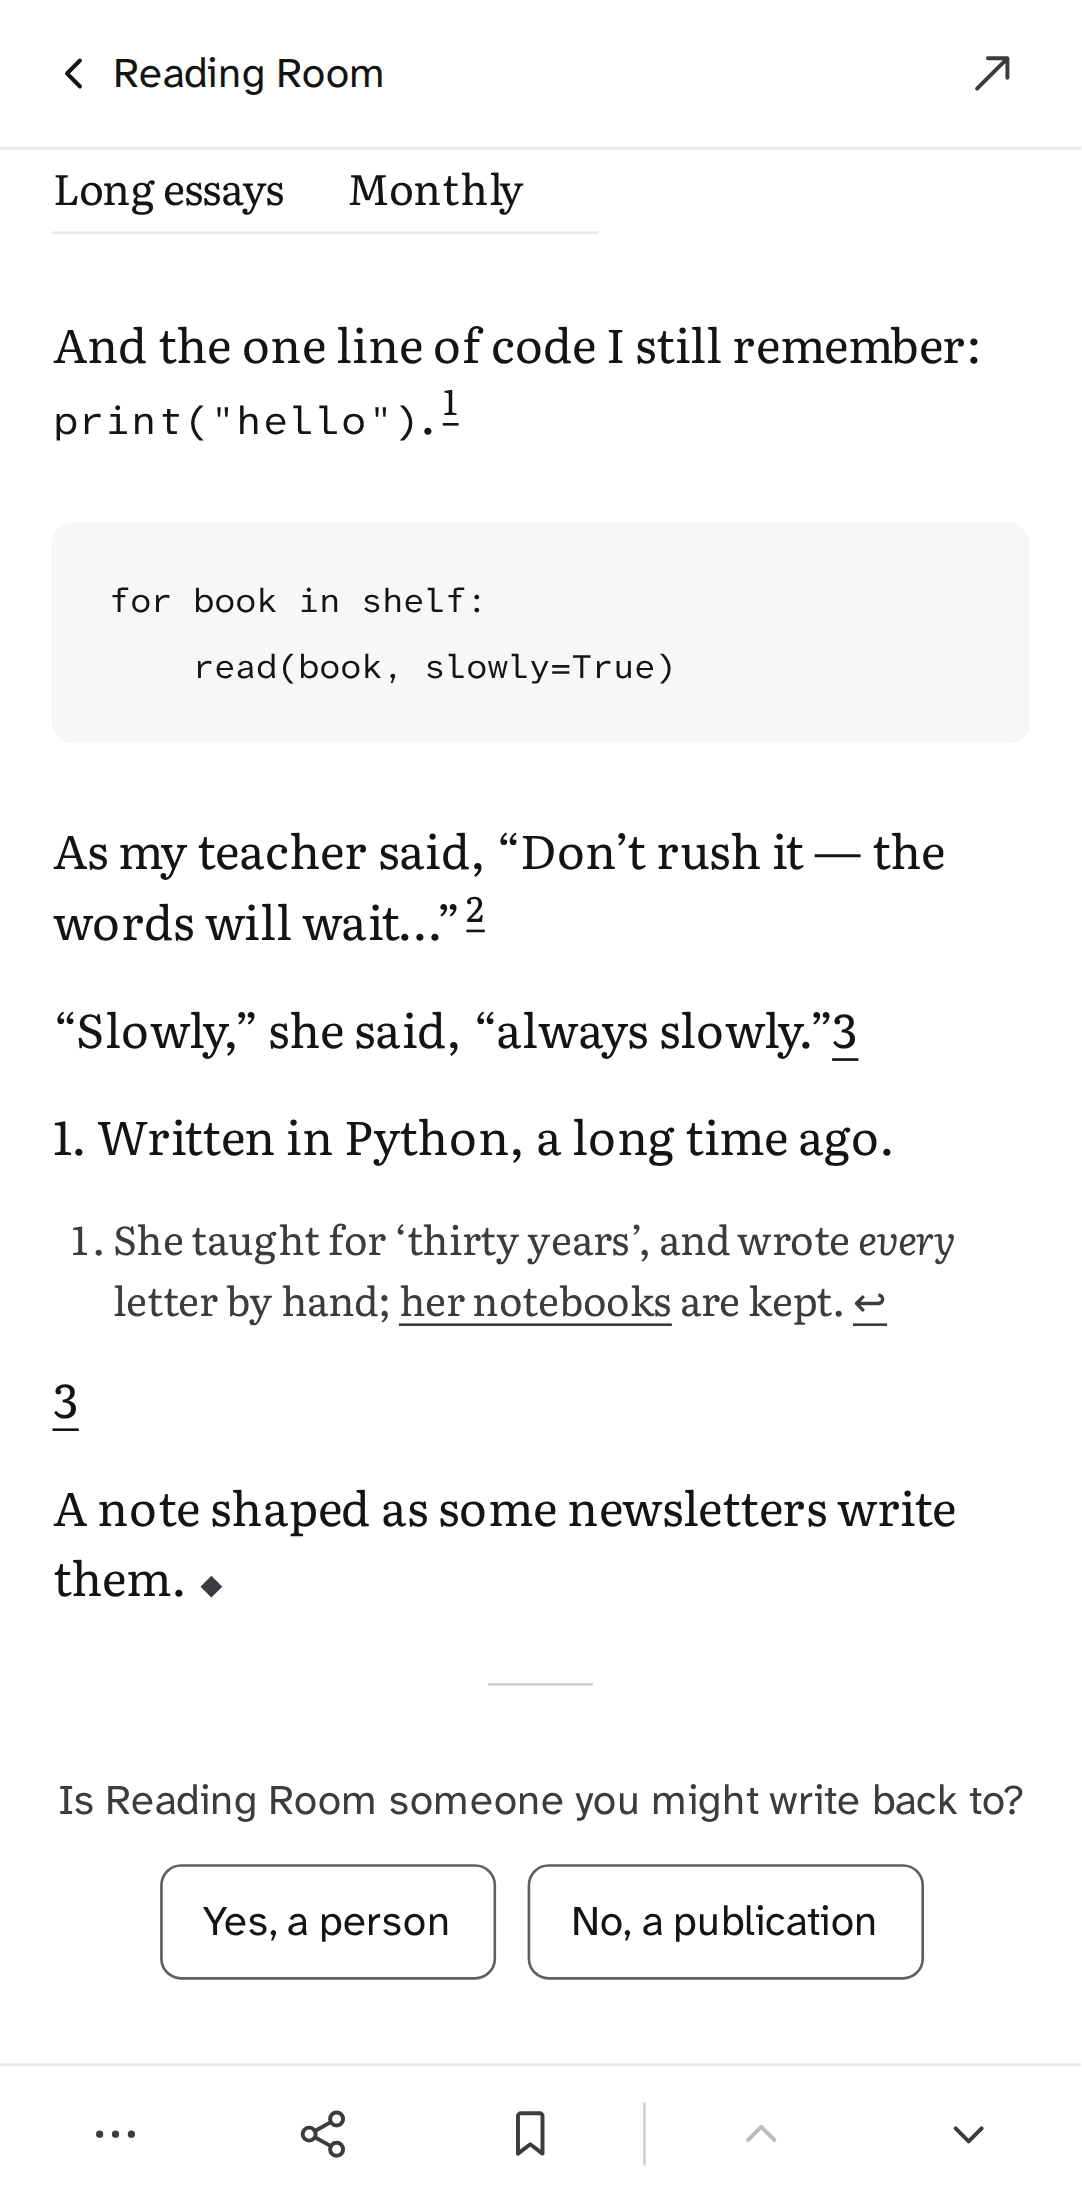 Reading Room
Long essays Monthly
And the one line of code I still remember:
print("hello").1
for book in shelf:
    read(book, slowly=True)
As my teacher said, “Don’t rush it — the
words will wait…” 2
“Slowly,” she said, “always slowly.”3
1. Written in Python, a long time ago.
1. She taught for ‘thirty years’, and wrote every
letter by hand; her notebooks are kept. ↩
3
A note shaped as some newsletters write
them. ◆
Is Reading Room someone you might write back to?
Yes, a person
No, a publication